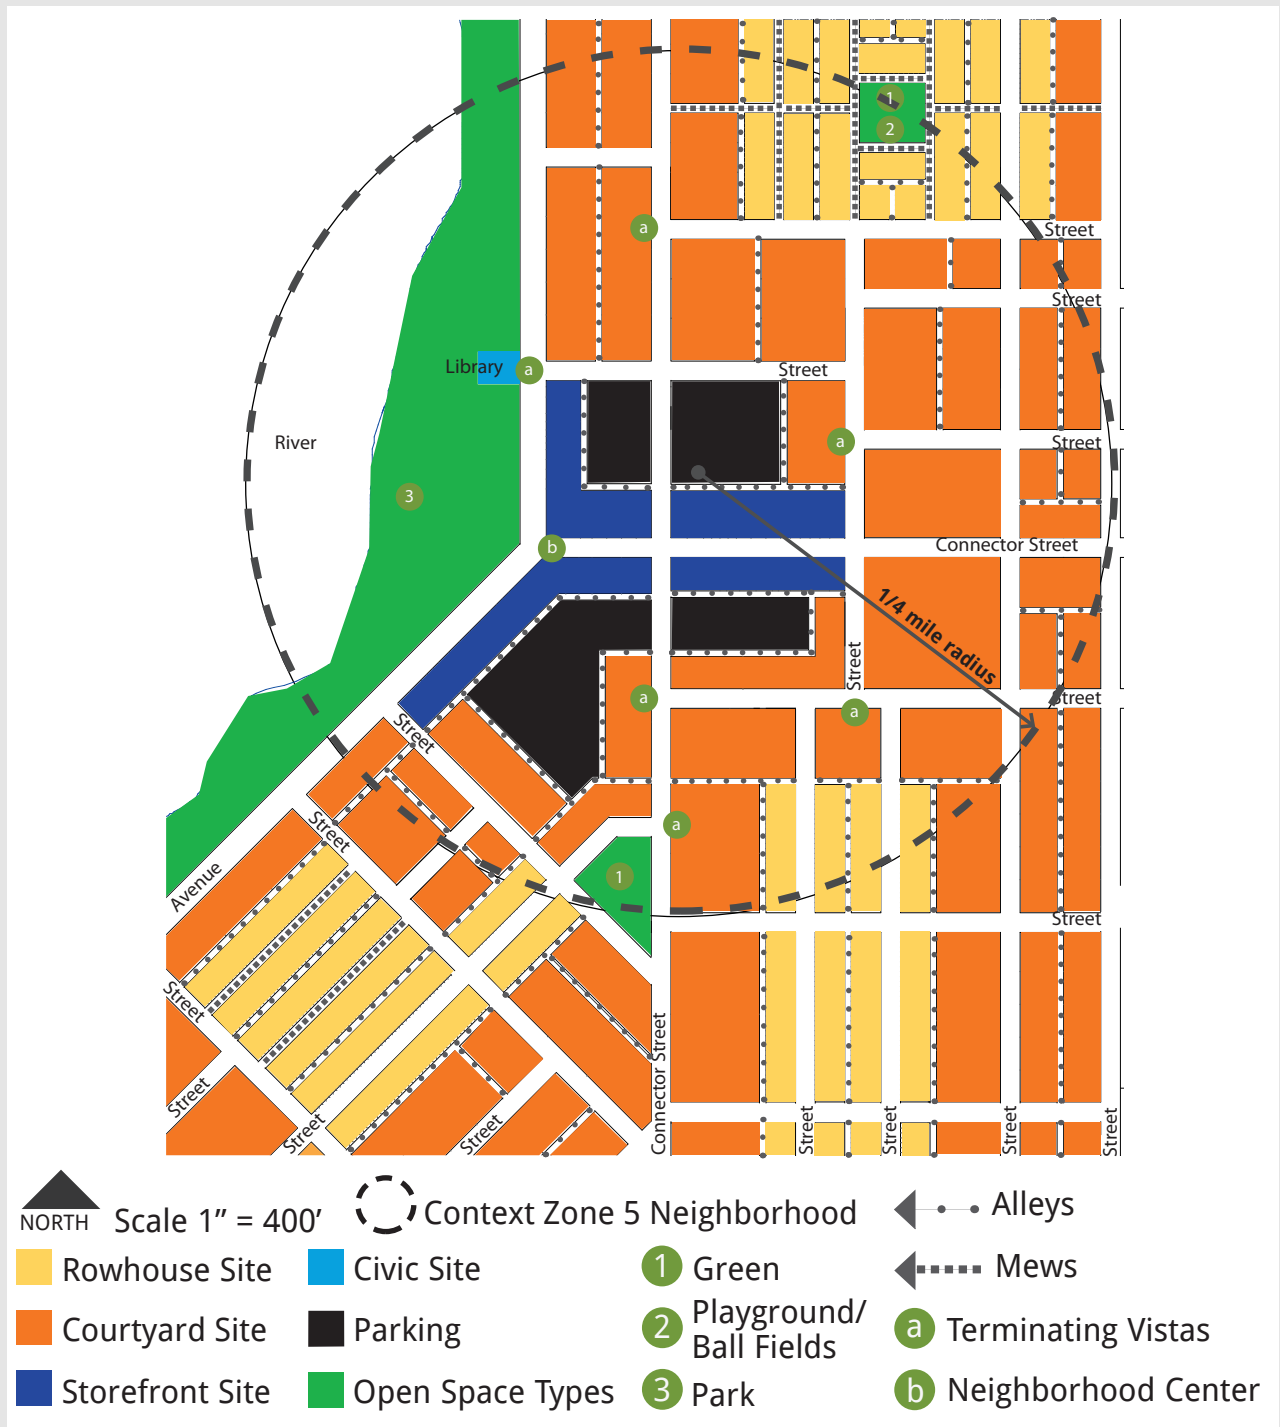 1
2
a
Street
Street
Library
a
Street
River
a
Street
3
b
Connector Street
1/4 mile radius
Street
a
Street
a
Street
Street
a
1
Avenue
Street
Street
Street
Connector Street
Street
Street
Street
Street
Street
Street
Street
NORTH
Scale 1” = 400’
Context Zone 5 Neighborhood
Alleys
Rowhouse Site
Civic Site
1 Green
Mews
Courtyard Site
Parking
2 Playground/
Ball Fields
a Terminating Vistas
Storefront Site
Open Space Types
3 Park
b Neighborhood Center